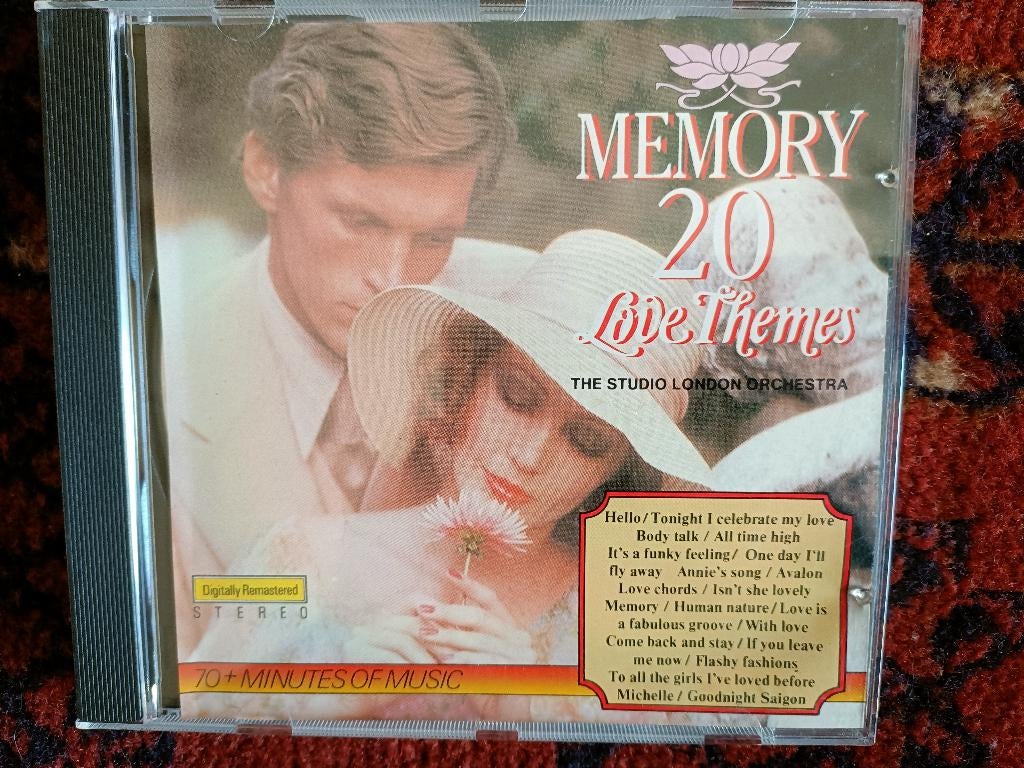 MEMORY
20
Love Themes
THE STUDIO LONDON ORCHESTRA
Hello/Tonight I celebrate my love
Body talk / All time high
It's a funky feeling/ One day I'll
fly away Annie's song / Avalon
Love chords / Isn't she lovely
Memory / Human nature/Love is
a fabulous groove /With love
Come back and stay/If you leave
me now / Flashy fashions
To all the girls I've loved before
Michelle / Goodnight Saigon
Digitally Remastered
STEREO
70+ MINUTES OF MUSIC